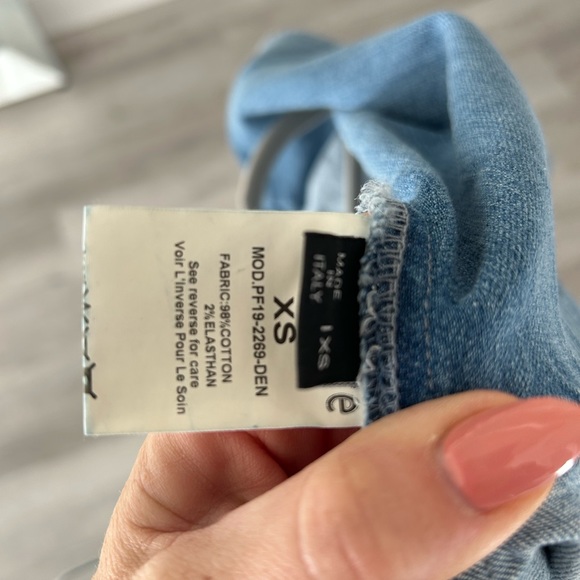 MADE
IN
ITALY
1XS
MOD.PF19-2269-DEN
XS
FABRIC:98%COTTON
2%ELASTHAN
See reverse for care
Voir L'Inverse Pour Le Soin